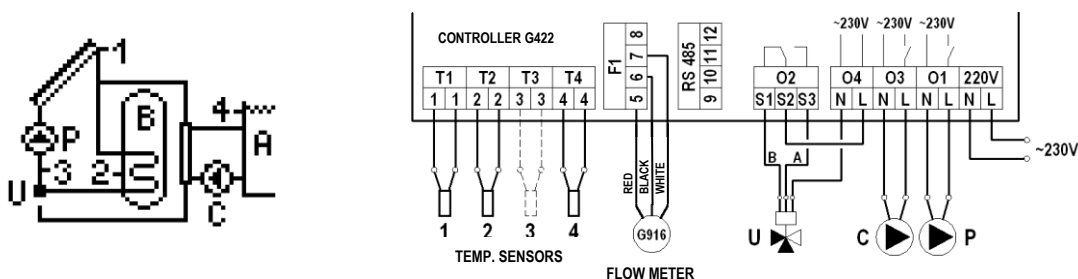 1
4
B
P
A
3
2
U
C
CONTROLLER G422
T1 T2 T3 T4
1 1 2 2 3 3 4 4
F1
8
7
6
5
RS 485
12
11
10
9
~230V ~230V ~230V
O2 O4 O3 O1 220V
S1 S2 S3 N L N L N L N L
~230V
B A
RED
BLACK
WHITE
1 2 3 4
TEMP. SENSORS
G916
FLOW METER
U
C
P